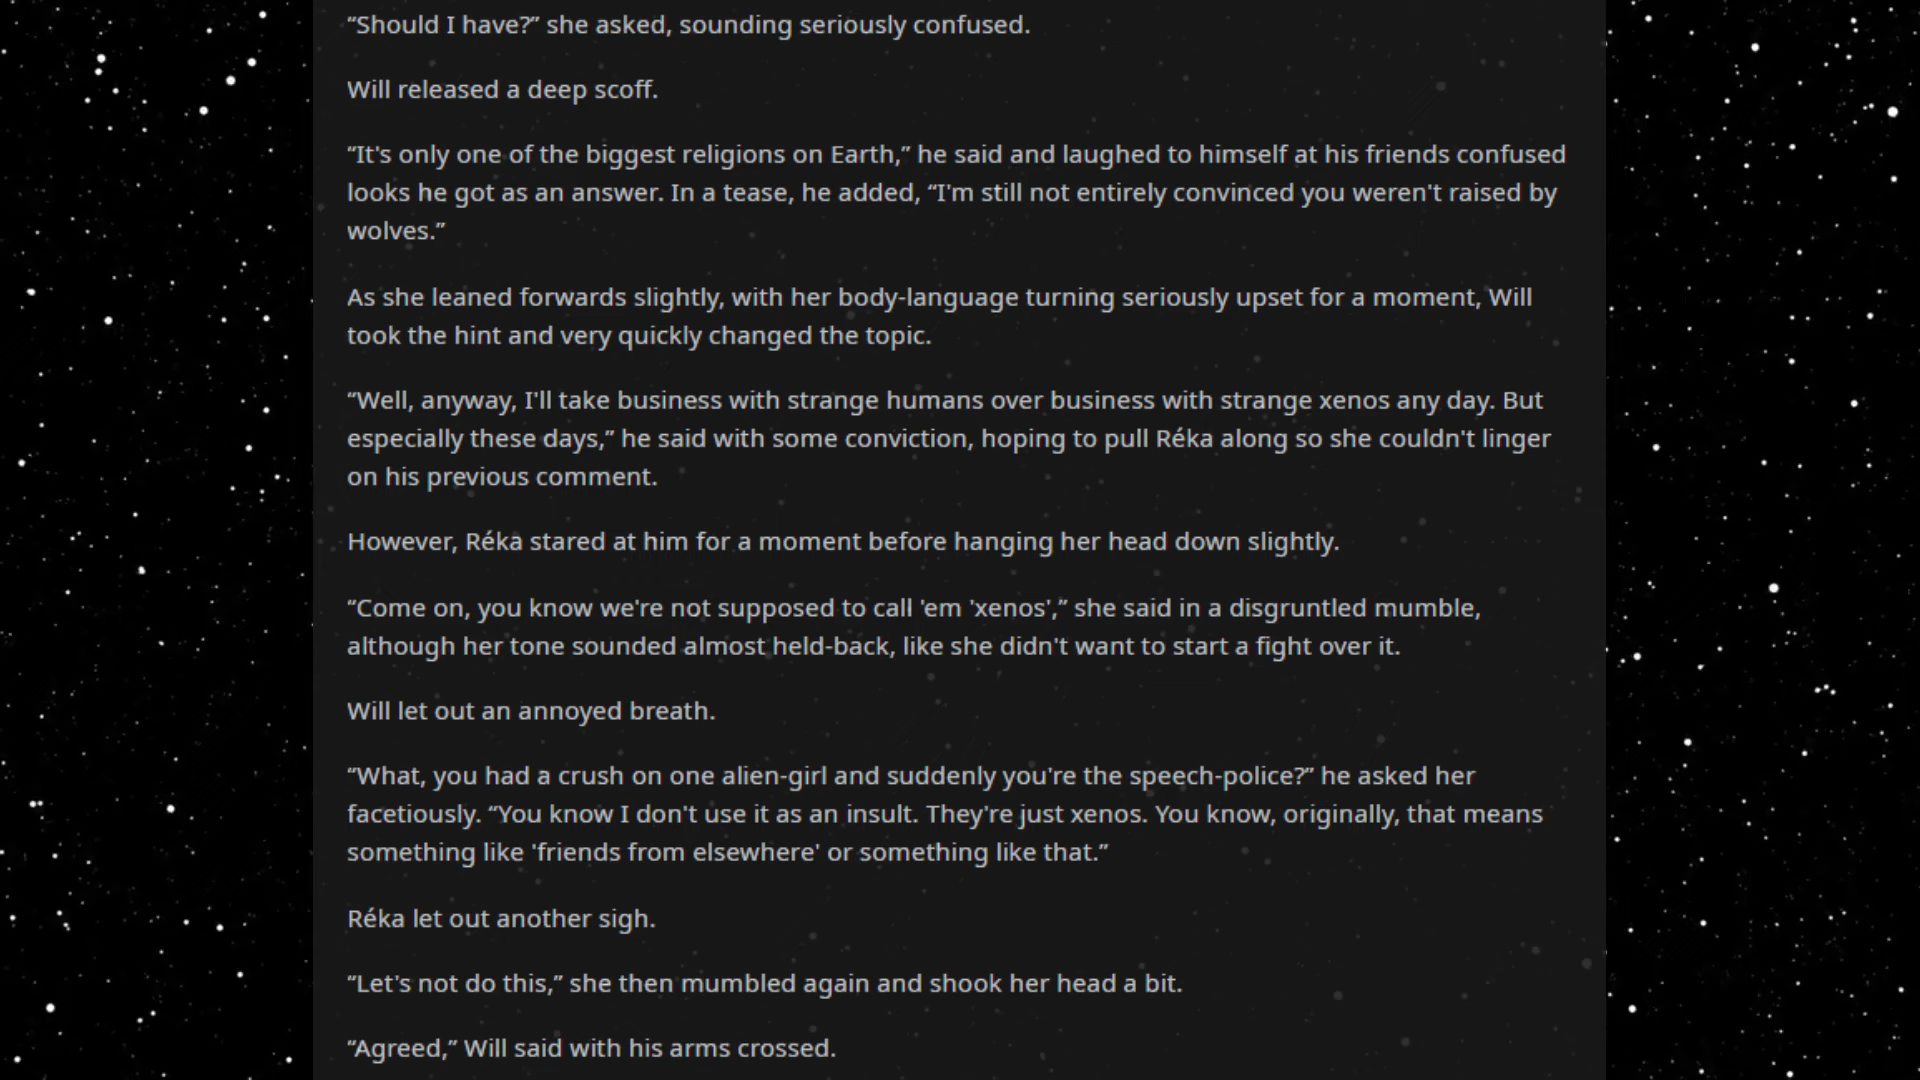 “Should I have?” she asked, sounding seriously confused.
Will released a deep scoff.
“It's only one of the biggest religions on Earth,” he said and laughed to himself at his friends confused
looks he got as an answer. In a tease, he added, “I'm still not entirely convinced you weren't raised by
wolves.”
As she leaned forwards slightly, with her body-language turning seriously upset for a moment, Will
took the hint and very quickly changed the topic.
“Well, anyway, I'll take business with strange humans over business with strange xenos any day. But
especially these days,” he said with some conviction, hoping to pull Réka along so she couldn't linger
on his previous comment.
However, Réka stared at him for a moment before hanging her head down slightly.
“Come on, you know we're not supposed to call 'em 'xenos',” she said in a disgruntled mumble,
although her tone sounded almost held-back, like she didn't want to start a fight over it.
Will let out an annoyed breath.
“What, you had a crush on one alien-girl and suddenly you're the speech-police?” he asked her
facetiously. “You know I don't use it as an insult. They're just xenos. You know, originally, that means
something like 'friends from elsewhere' or something like that.”
Réka let out another sigh.
“Let's not do this,” she then mumbled again and shook her head a bit.
“Agreed,” Will said with his arms crossed.